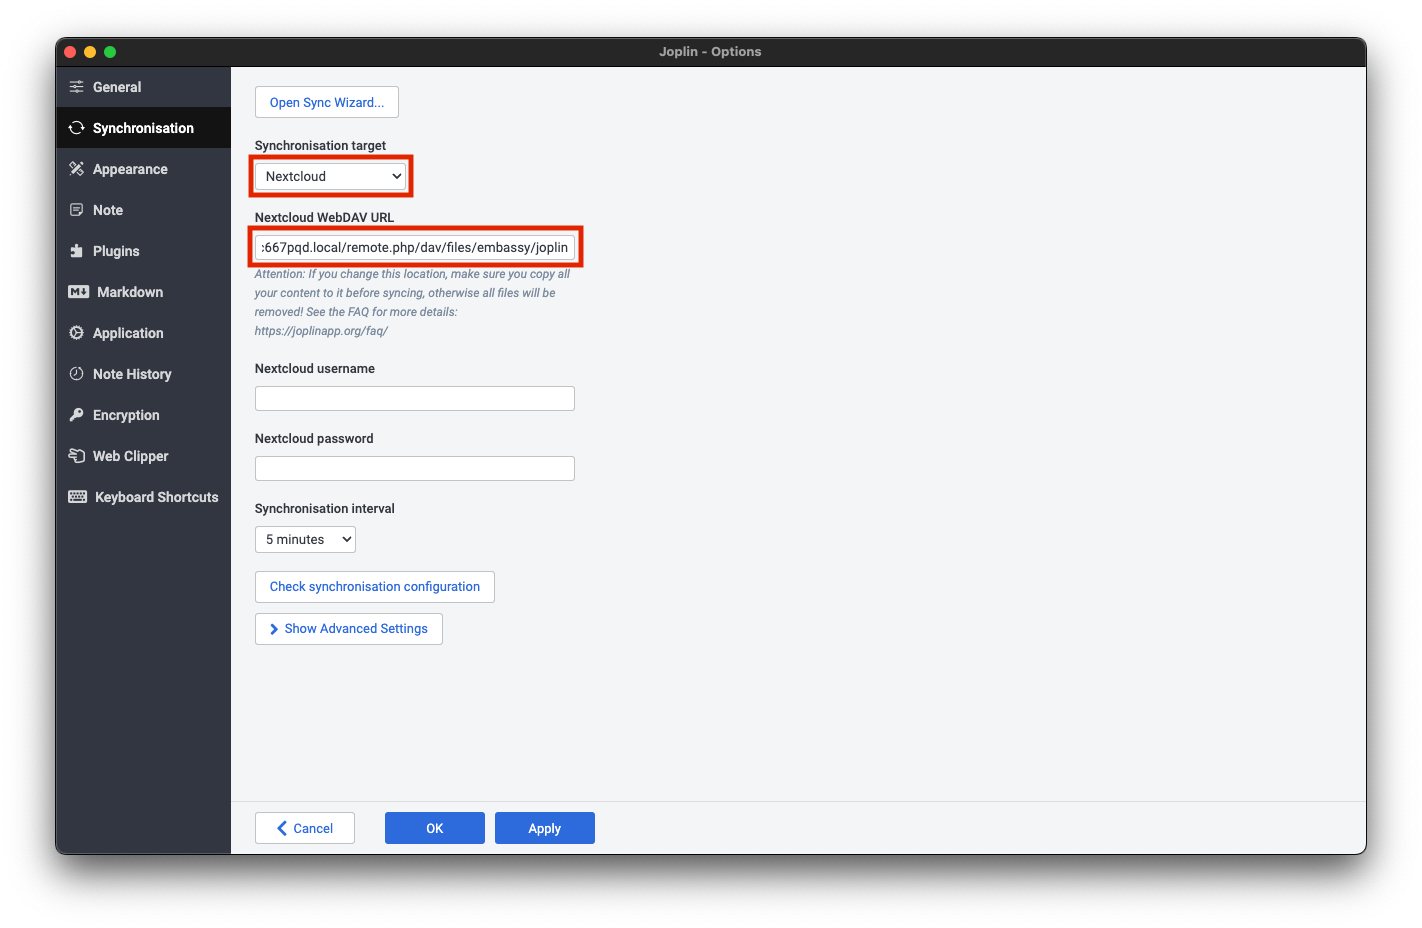 Joplin - Options
General
Synchronisation
Appearance
Note
Plugins
Markdown
Application
Note History
Encryption
Web Clipper
Keyboard Shortcuts
Open Sync Wizard...
Synchronisation target
Nextcloud
Nextcloud WebDAV URL
:667pqd.local/remote.php/dav/files/embassy/joplin
Attention: If you change this location, make sure you copy all
your content to it before syncing, otherwise all files will be
removed! See the FAQ for more details:
https://joplinapp.org/faq/
Nextcloud username
Nextcloud password
Synchronisation interval
5 minutes
Check synchronisation configuration
Show Advanced Settings
Cancel
OK
Apply